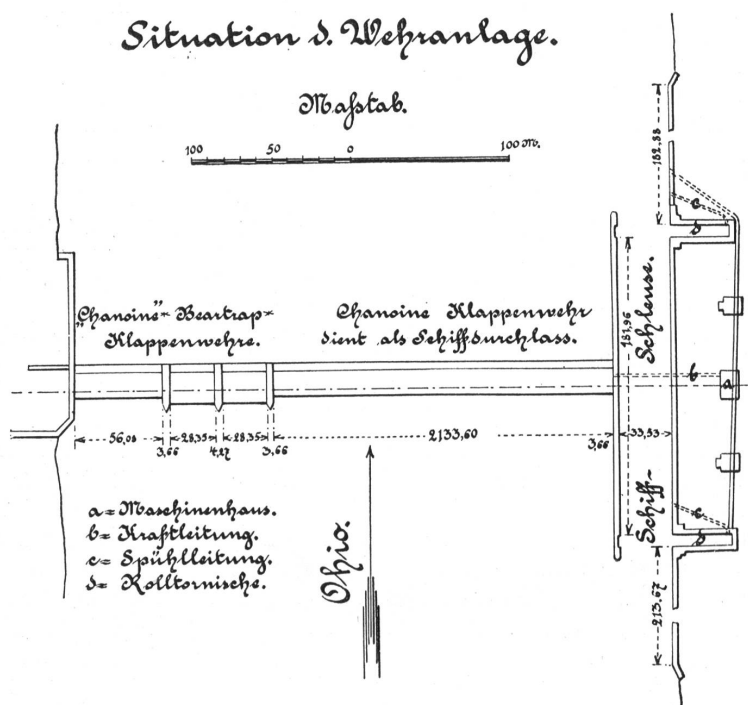 Situation d. Wehranlage.
Maßstab.
100 50 0 100 M.
182.88
c
d
„Chanoine"- Beartrap-
Klappenwehre.
Chanoine Klappenwehr
dient als Schiffsdurchlass.
181,96
Schiff-Schleuse.
b
a
56,08
3,66
28,35
4,27
28,35
3,66
2133,60
3,66
33,53
c
d
a = Maschinenhaus.
b = Kraftleitung.
c = Spühlleitung.
d = Rolltornische.
Ohio.
213.67